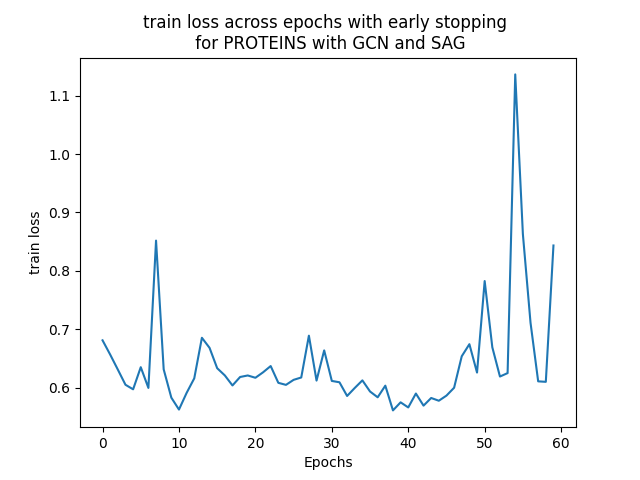 train loss across epochs with early stopping
for PROTEINS with GCN and SAG
1.1
1.0
0.9
0.8
0.7
0.6
train loss
0 10 20 30 40 50 60
Epochs